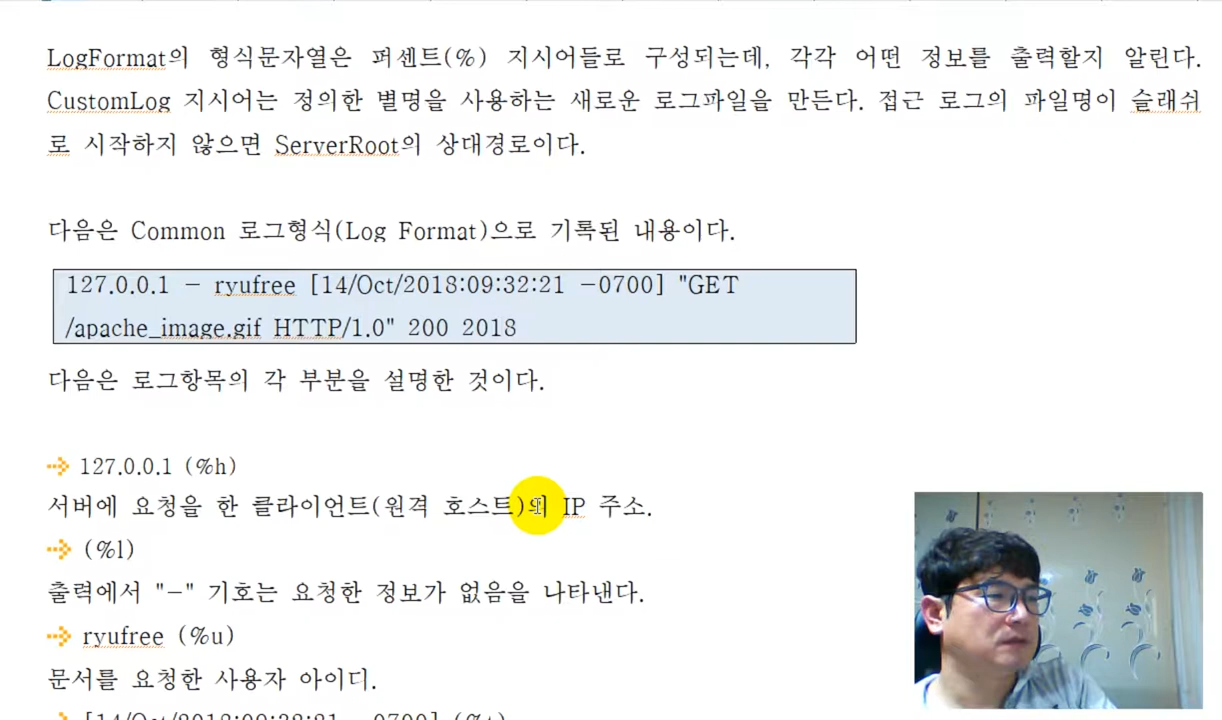 LogFormat의 형식문자열은 퍼센트(%) 지시어들로 구성되는데, 각각 어떤 정보를 출력할지 알린다.
CustomLog 지시어는 정의한 별명을 사용하는 새로운 로그파일을 만든다. 접근 로그의 파일명이 슬래쉬
로 시작하지 않으면 ServerRoot의 상대경로이다.
다음은 Common 로그형식(Log Format)으로 기록된 내용이다.
127.0.0.1 - ryufree [14/Oct/2018:09:32:21 -0700] "GET
/apache_image.gif HTTP/1.0" 200 2018
다음은 로그항목의 각 부분을 설명한 것이다.
127.0.0.1 (%h)
서버에 요청을 한 클라이언트(원격 호스트)의 IP 주소.
(%l)
출력에서 "-" 기호는 요청한 정보가 없음을 나타낸다.
ryufree (%u)
문서를 요청한 사용자 아이디.
[14/Oct/2018:09:32:21 -0700] (%t)